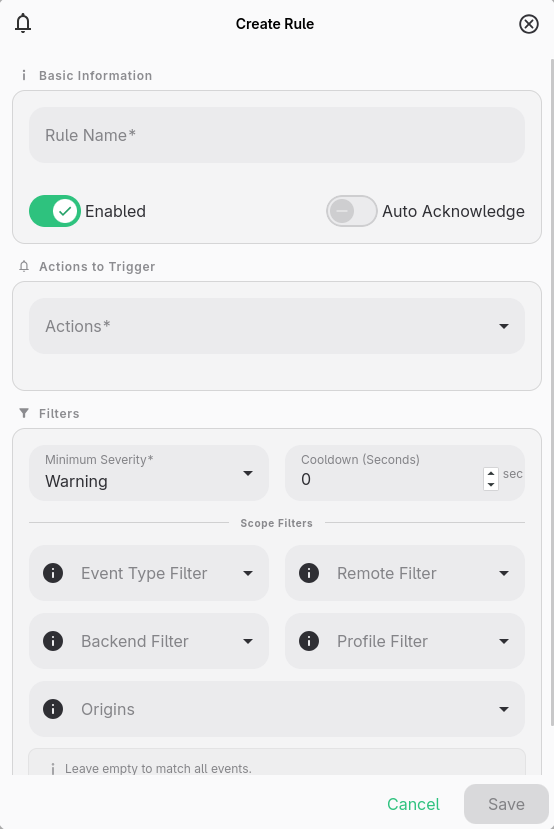 Create Rule
Basic Information
Rule Name*
Enabled
Auto Acknowledge
Actions to Trigger
Actions*
Filters
Minimum Severity*
Warning
Cooldown (Seconds)
0
sec
Scope Filters
Event Type Filter
Remote Filter
Backend Filter
Profile Filter
Origins
Leave empty to match all events.
Cancel
Save